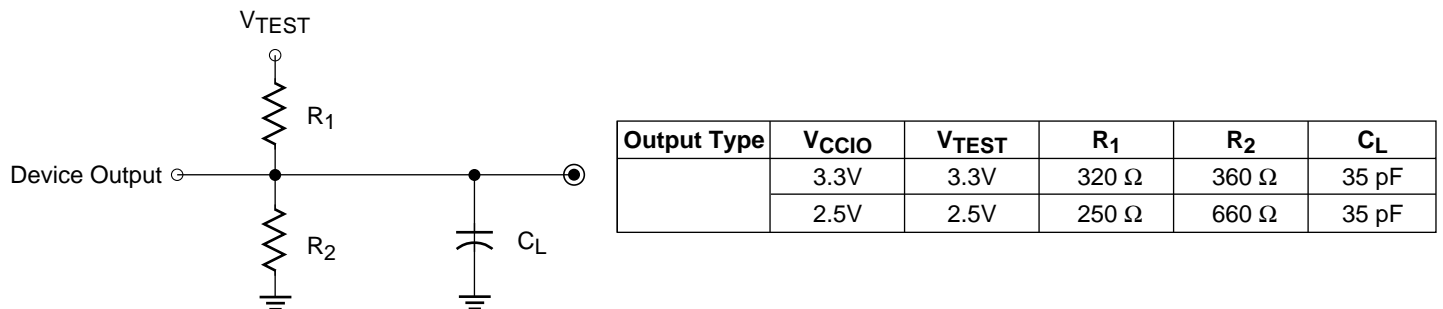 VTEST
R1
Device Output
R2
CL
Output Type VCCIO VTEST R1 R2 CL
3.3V 3.3V 320 Ω 360 Ω 35 pF
2.5V 2.5V 250 Ω 660 Ω 35 pF